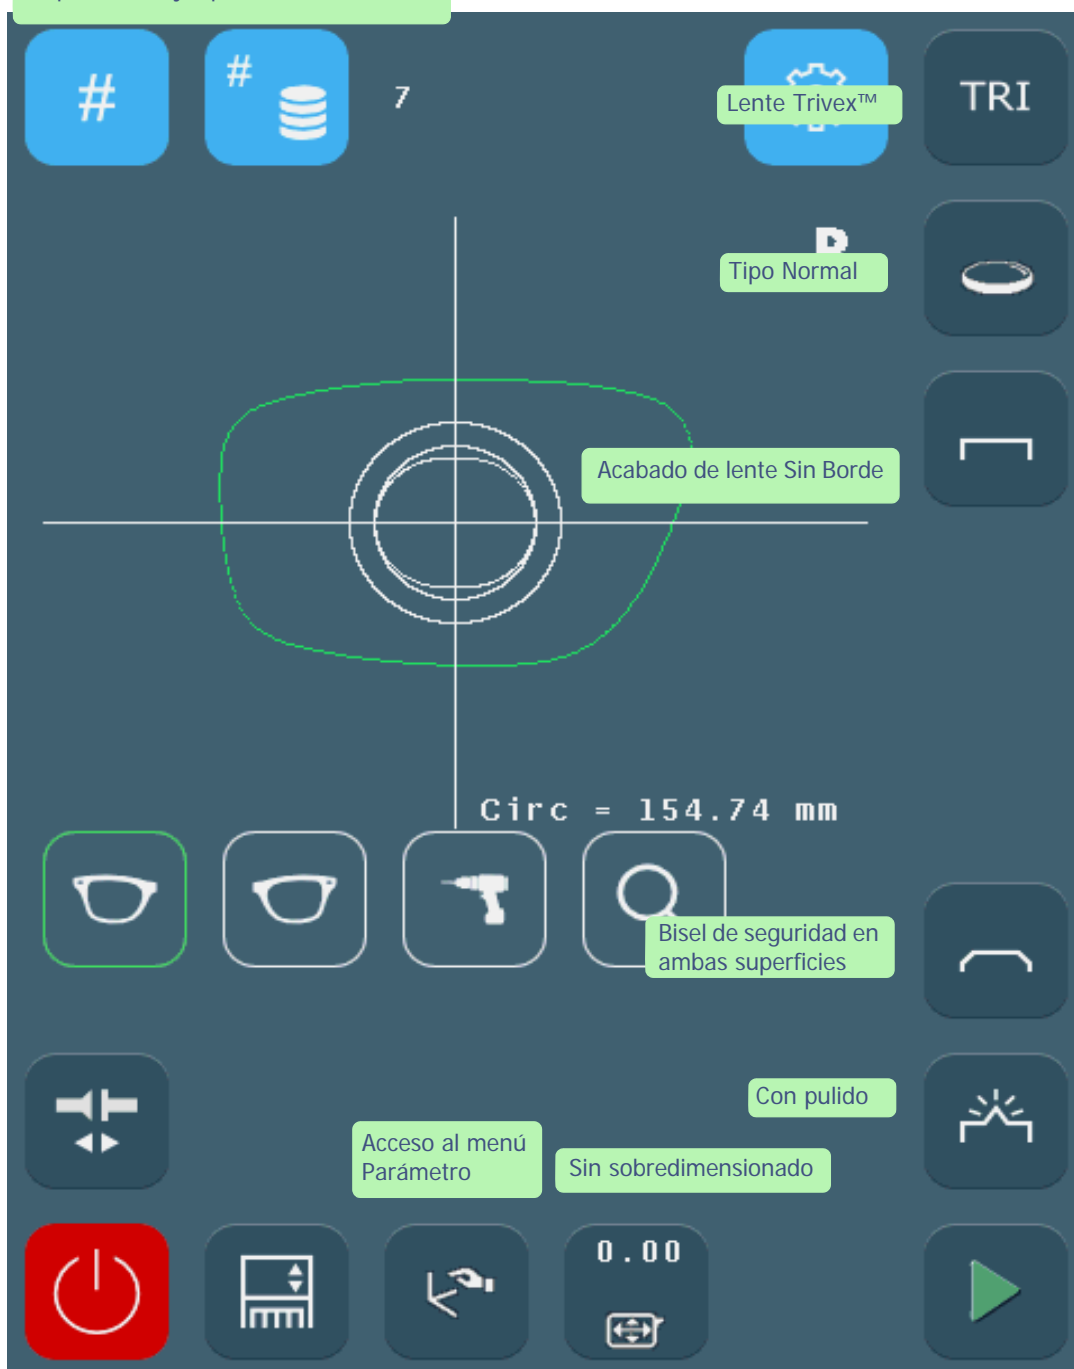 #
#
7
Lente Trivex™
TRI
Tipo Normal
Acabado de lente Sin Borde
Circ = 154.74 mm
Bisel de seguridad en
ambas superficies
Con pulido
Acceso al menú
Parámetro
Sin sobredimensionado
0.00